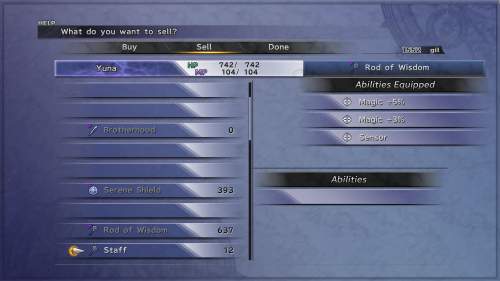 HELP
What do you want to sell?
Buy Sell Done
1552 gil
Yuna HP 742/ 742
MP 104/ 104
Rod of Wisdom
Abilities Equipped
Magic +5%
Magic +3%
Sensor
Brotherhood 0
Abilities
Serene Shield 393
Rod of Wisdom 637
Staff 12